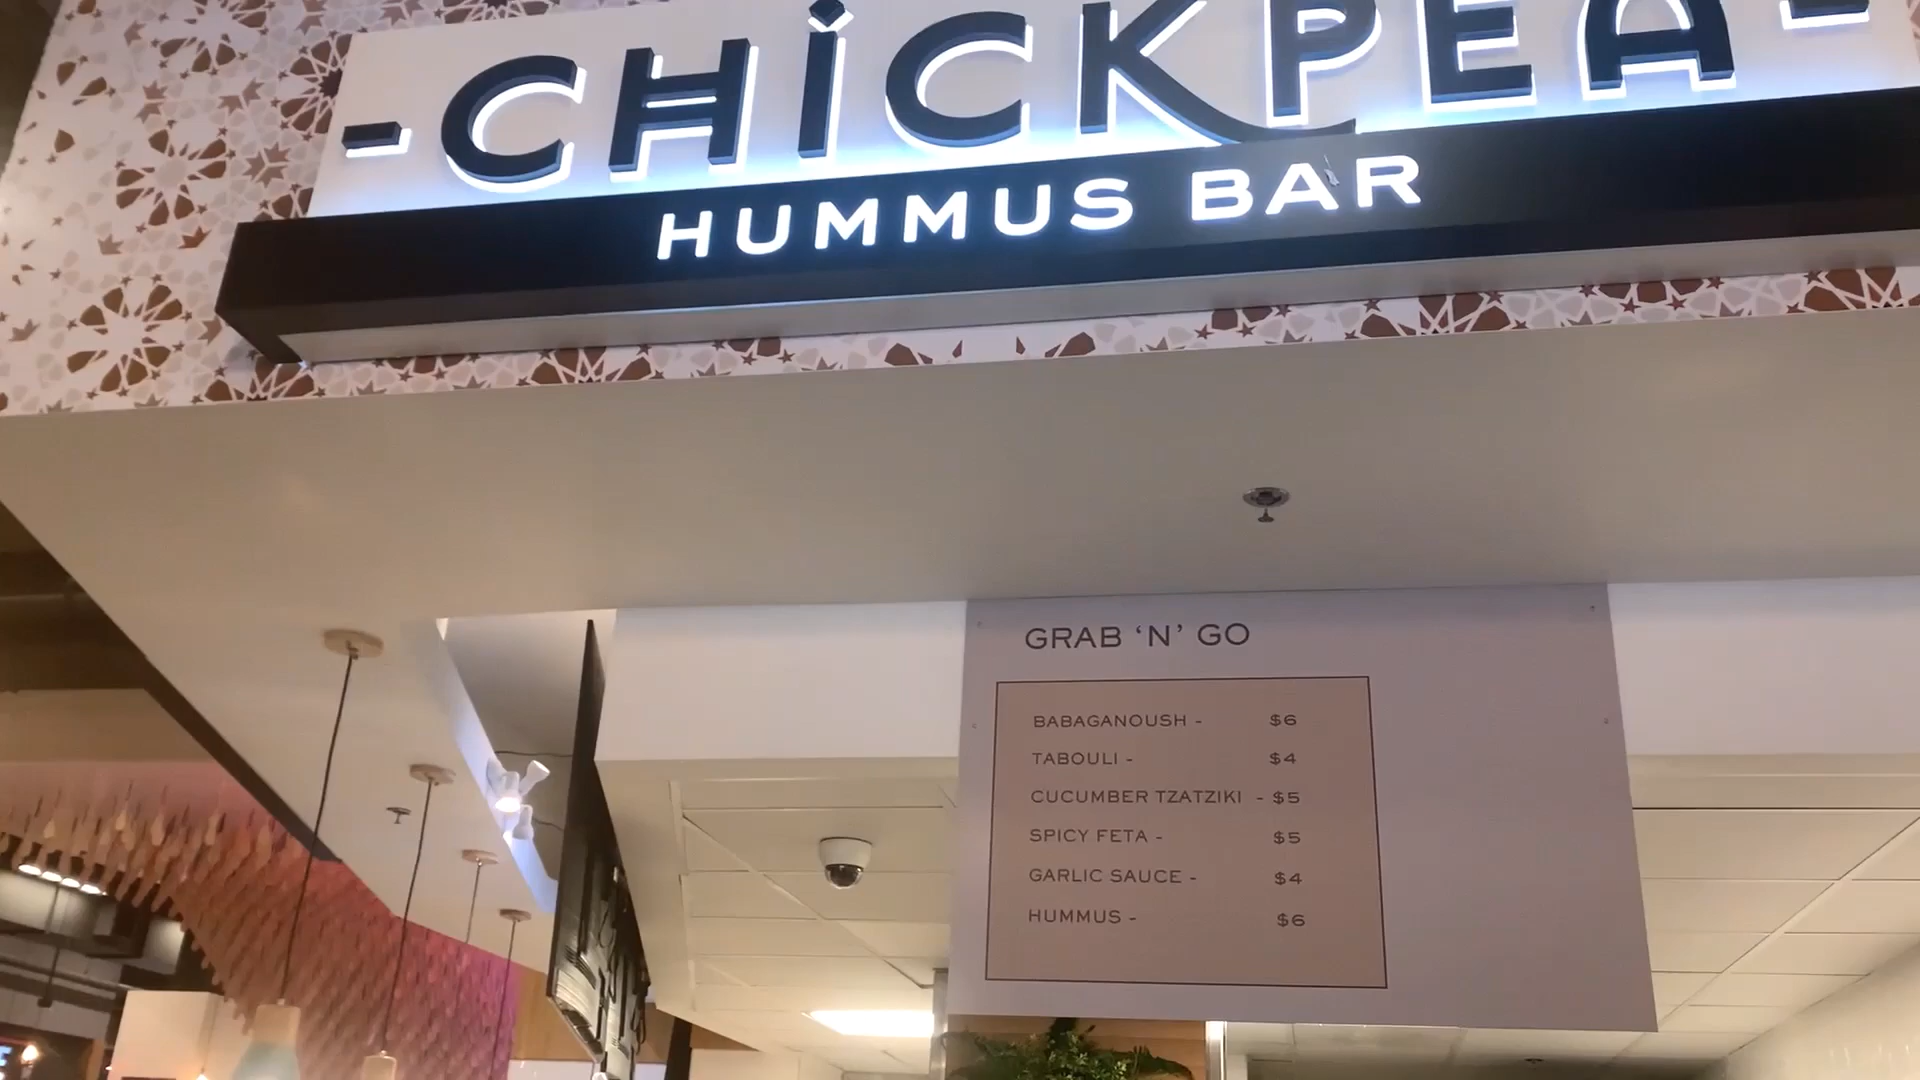 -CHiCKPEA-
HUMMUS BAR
GRAB 'N' GO
BABAGANOUSH - $6
TABOULI - $4
CUCUMBER TZATZIKI - $5
SPICY FETA - $5
GARLIC SAUCE - $4
HUMMUS - $6